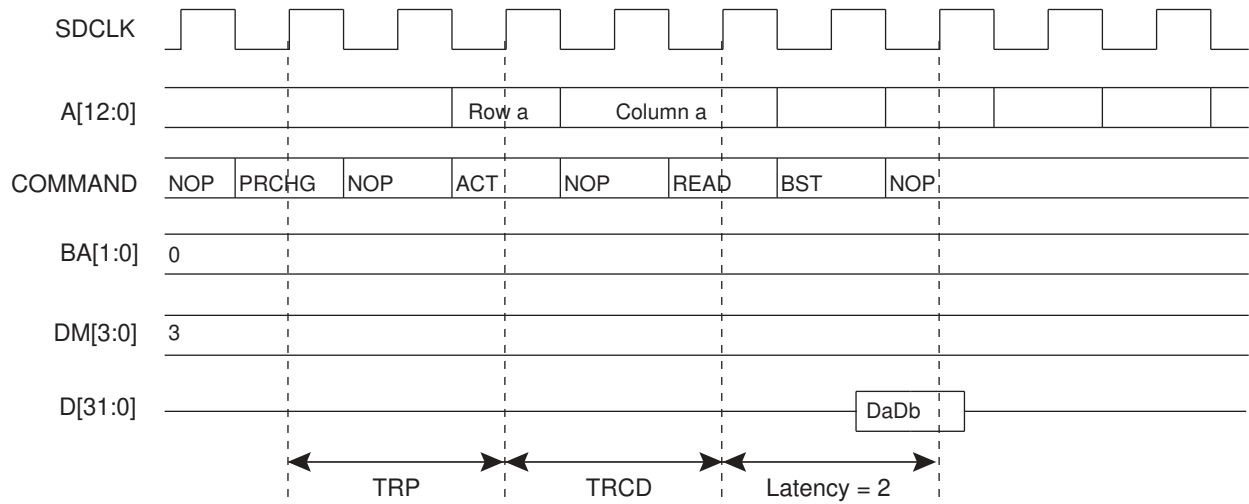 SDCLK
A[12:0] Row a Column a
COMMAND NOP PRCHG NOP ACT NOP READ BST NOP
BA[1:0] 0
DM[3:0] 3
D[31:0] DaDb
TRP TRCD Latency = 2